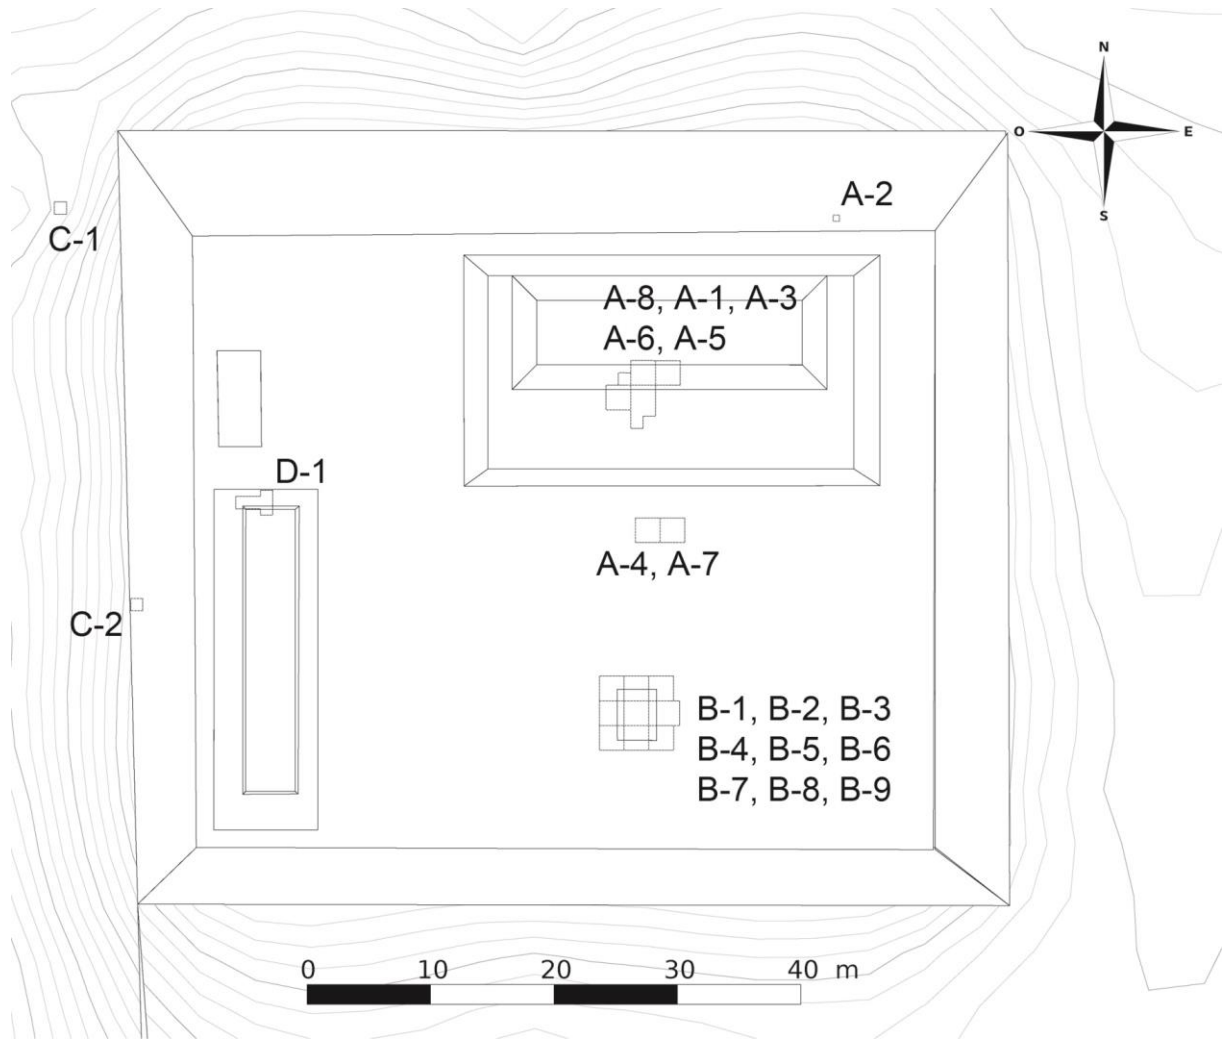 N
O
E
S
A-2
C-1
A-8, A-1, A-3
A-6, A-5
D-1
A-4, A-7
C-2
B-1, B-2, B-3
B-4, B-5, B-6
B-7, B-8, B-9
0 10 20 30 40 m